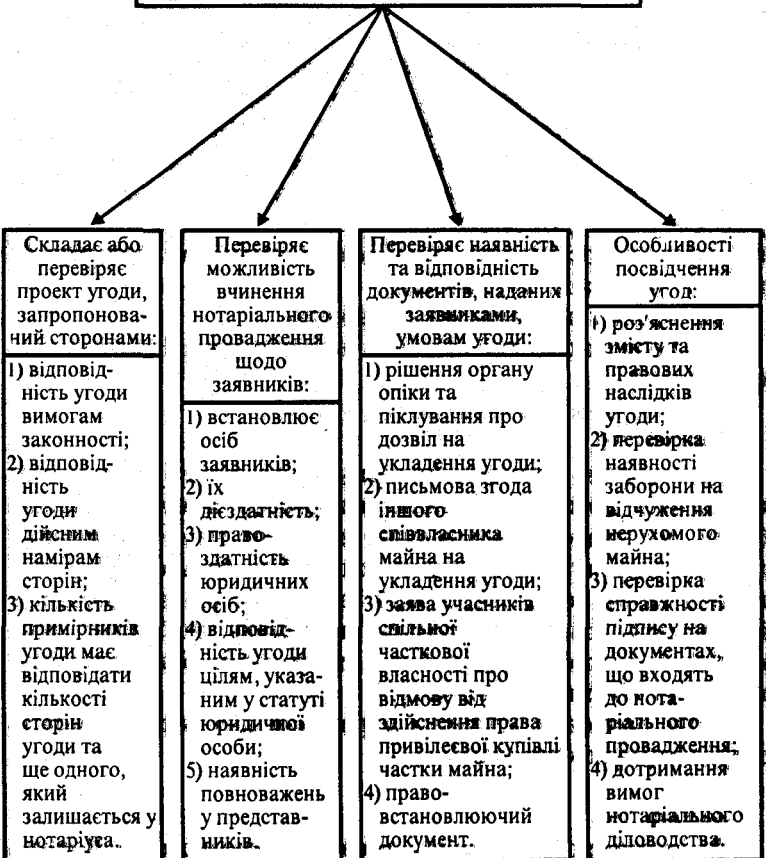 Складає або
перевіряє
проект угоди,
запропонова-
ний сторонами:
1) відповід-
ність угоди
вимогам
законності;
2) відповід-
ність
угоди
дійсним
намірам
сторін;
3) кількість
примірників
угоди має
відповідати
кількості
сторін
угоди та
ще одного,
який
залишається у
нотаріуса.
Перевіряє
можливість
вчинення
нотаріального
провадження
щодо
заявників:
1) встановлює
осіб
заявників;
2) їх
дієздатність;
3) право-
здатність
юридичних
осіб;
4) відповід-
ність угоди
цілям, указа-
ним у статуті
юридичної
особи;
5) наявність
повноважень
у представ-
ників.
Перевіряє наявність
та відповідність
документів, наданих
заявниками,
умовам угоди:
1) рішення органу
опіки та
піклування про
дозвіл на
укладення угоди;
2) письмова згода
іншого
співвласника
майна на
укладення угоди;
3) заява учасників
спільної
часткової
власності про
відмову від
здійснення права
привілеєвої купівлі
частки майна;
4) право-
встановлюючий
документ.
Особливості
посвідчення
угод:
1) роз'яснення
змісту та
правових
наслідків
угоди;
2) перевірка
наявності
заборони на
відчуження
нерухомого
майна;
3) перевірка
справжності
підпису на
документах,
що входять
до нота-
ріального
провадження;
4) дотримання
вимог
нотаріального
діловодства.